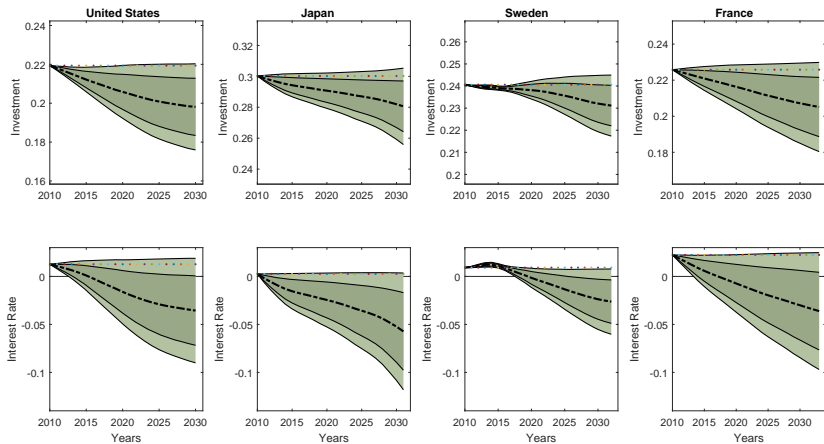 United States Japan Sweden France
0.24 0.32 0.26 0.24
0.22 0.3 0.25 0.22
0.2 0.28 0.24 0.2
0.18 0.26 0.23 0.18
0.16 0.24 0.22
0.21
0.2
Investment Investment Investment Investment
2010 2015 2020 2025 2030 2010 2015 2020 2025 2030 2010 2015 2020 2025 2030 2010 2015 2020 2025 2030
0 0 0 0
-0.05 -0.05 -0.05 -0.05
-0.1 -0.1 -0.1 -0.1
Interest Rate Interest Rate Interest Rate Interest Rate
2010 2015 2020 2025 2030 2010 2015 2020 2025 2030 2010 2015 2020 2025 2030 2010 2015 2020 2025 2030
Years Years Years Years